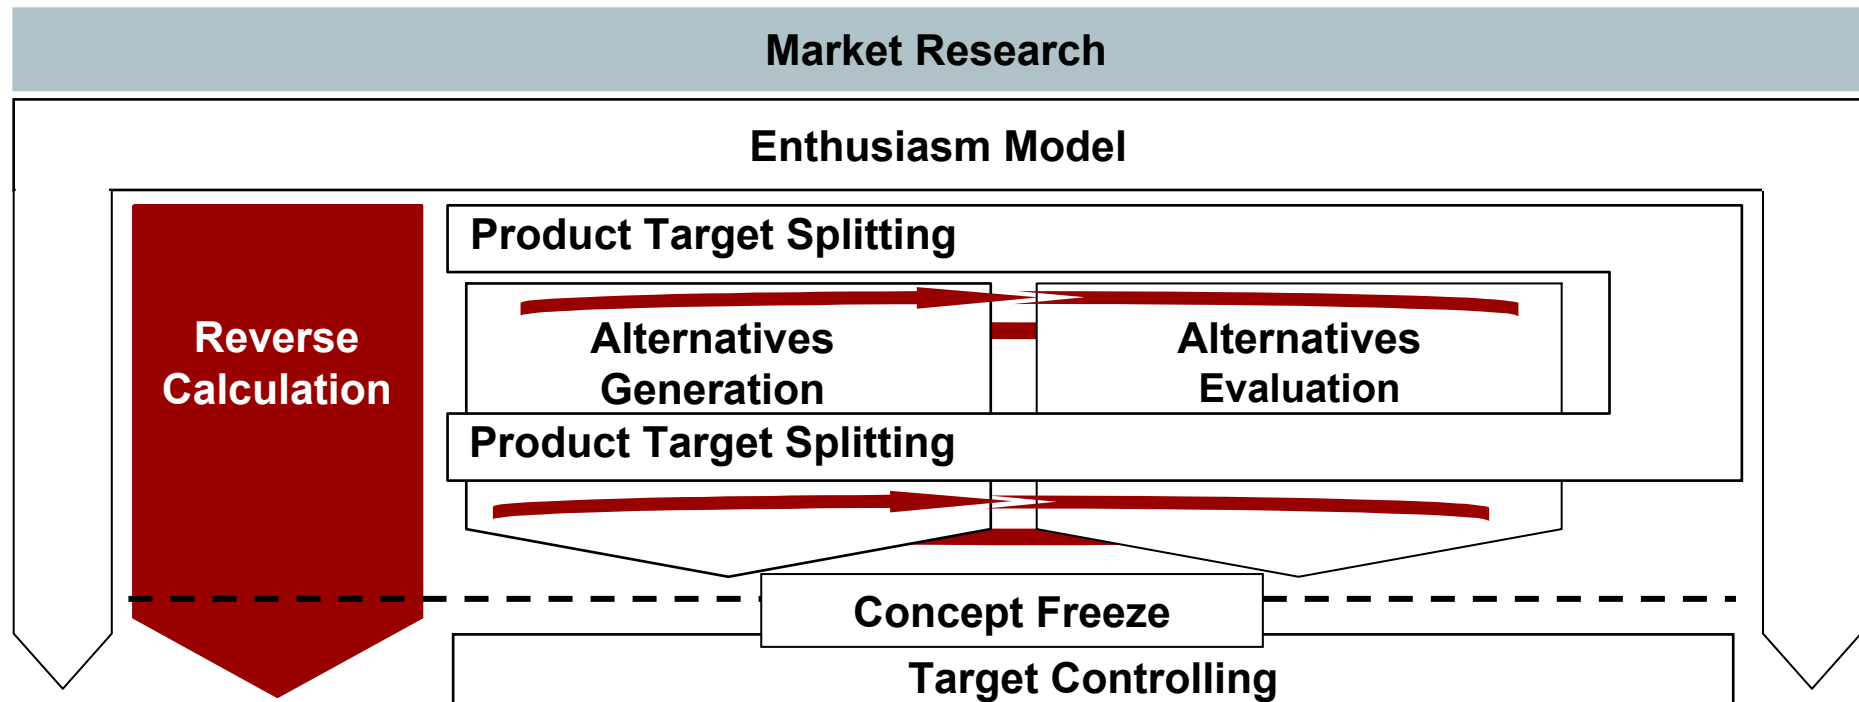 Market Research
Enthusiasm Model
Product Target Splitting
Reverse
Calculation
Alternatives
Generation
Alternatives
Evaluation
Product Target Splitting
Concept Freeze
Target Controlling